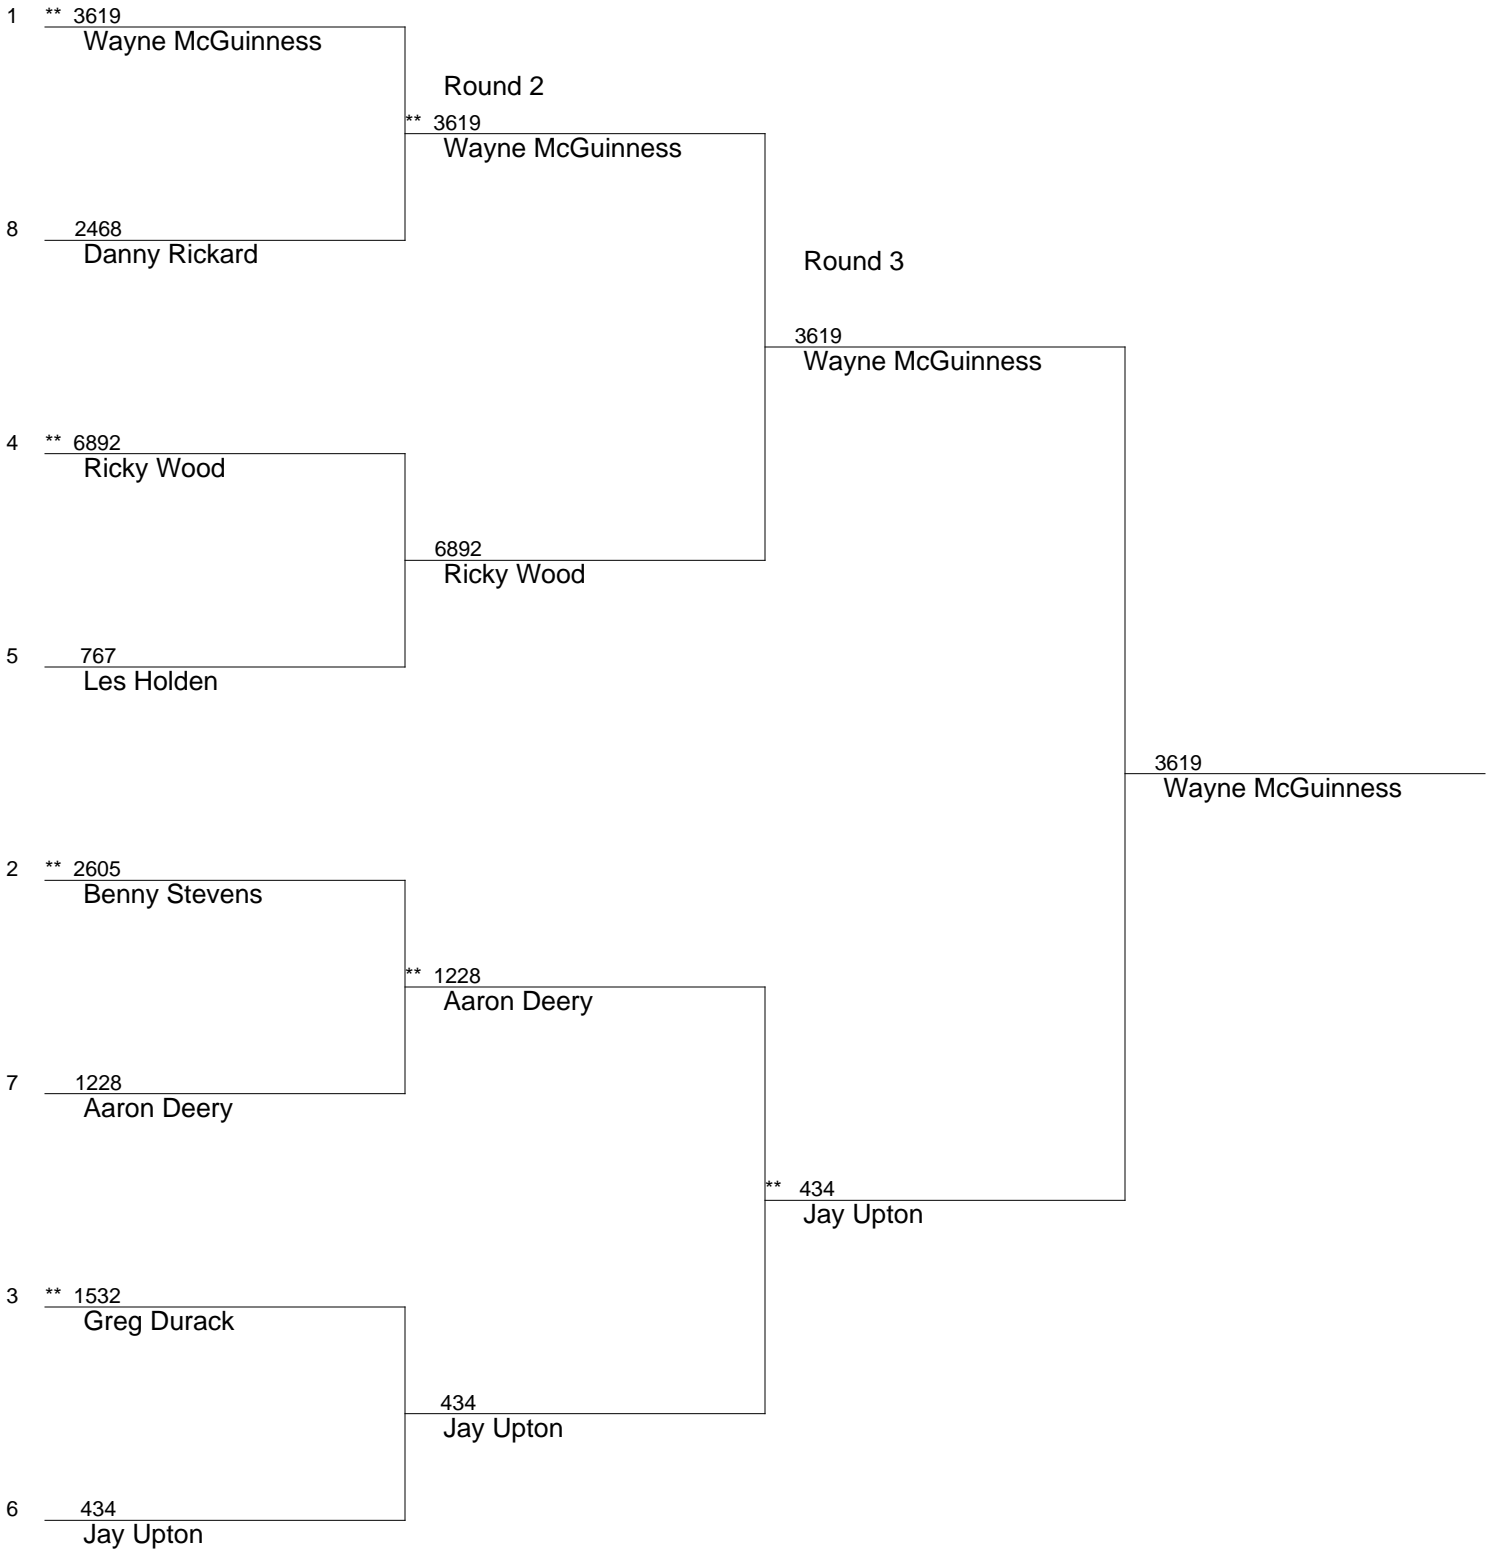 1 ** 3619
Wayne McGuinness
Round 2
** 3619
Wayne McGuinness
8 2468
Danny Rickard
Round 3
3619
Wayne McGuinness
4 ** 6892
Ricky Wood
6892
Ricky Wood
5 767
Les Holden
3619
Wayne McGuinness
2 ** 2605
Benny Stevens
** 1228
Aaron Deery
7 1228
Aaron Deery
** 434
Jay Upton
3 ** 1532
Greg Durack
434
Jay Upton
6 434
Jay Upton